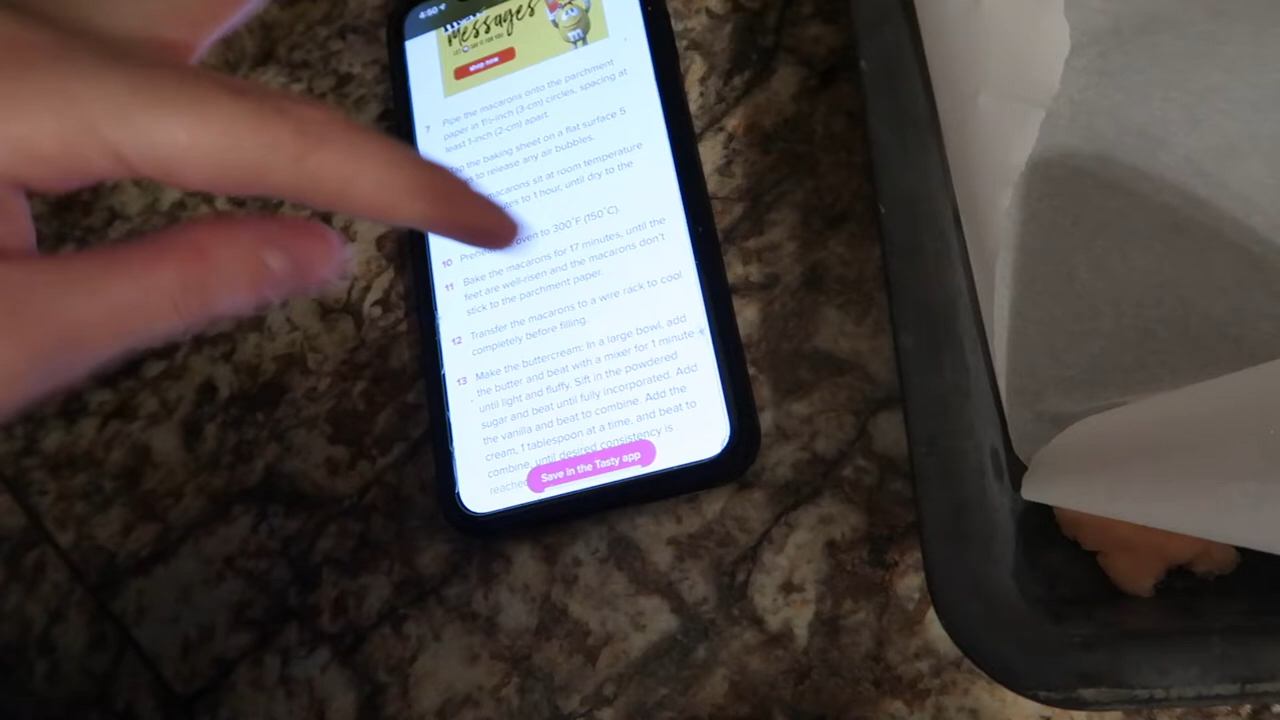 4:50
messages
shop now
7 Pipe the macarons onto the parchment
paper in 1½-inch (3-cm) circles, spacing at
least 1-inch (2-cm) apart.
the baking sheet on a flat surface 5
to release any air bubbles.
macarons sit at room temperature
to 1 hour, until dry to the
10 oven to 300°F (150°C).
11 Bake the macarons for 17 minutes, until the
feet are well-risen and the macarons don't
stick to the parchment paper.
12 Transfer the macarons to a wire rack to cool
completely before filling.
13 Make the buttercream: In a large bowl, add
the butter and beat with a mixer for 1 minute
until light and fluffy. Sift in the powdered
sugar and beat until fully incorporated. Add
the vanilla and beat to combine. Add the
cream, 1 tablespoon at a time, and beat to
combine, until desired consistency is
reached
Save in the Tasty app